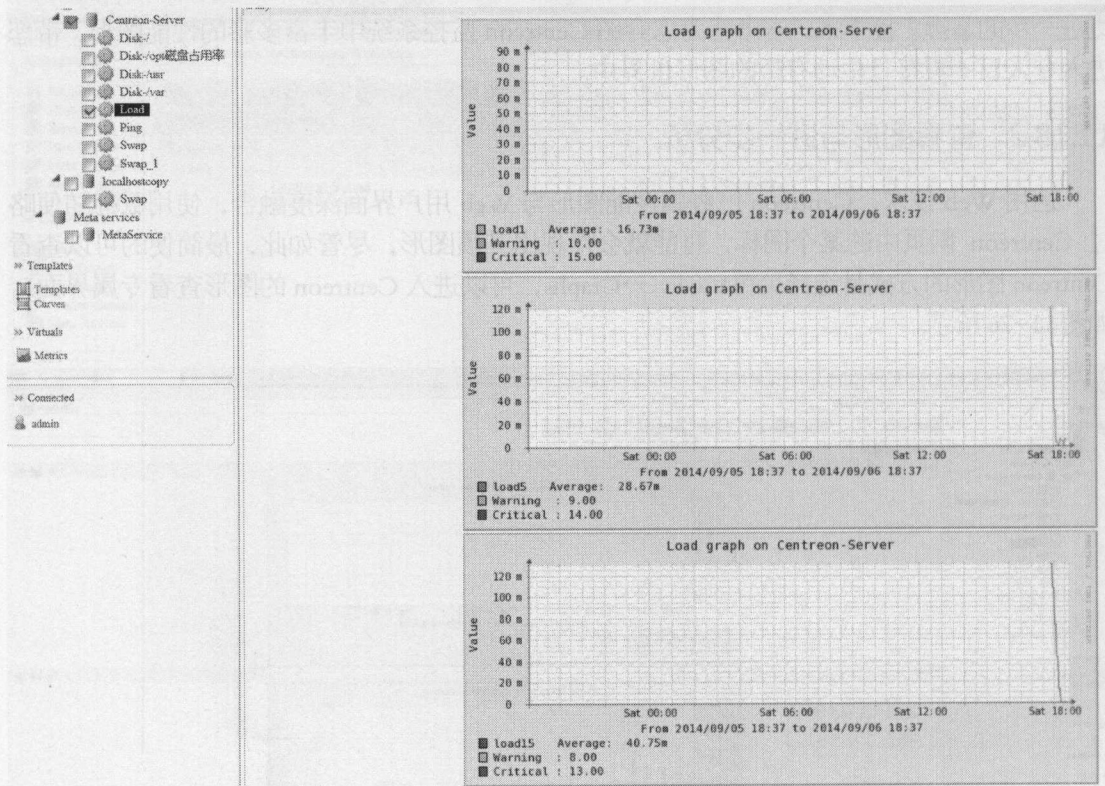 Centreon-Server
Disk-/
Disk-/opt磁盘占用率
Disk-/usr
Disk-/var
Load
Ping
Swap
Swap_1
localhostcopy
Swap
Meta services
MetaService
» Templates
Templates
Curves
» Virtuals
Metrics
» Connected
admin
Load graph on Centreon-Server
Value
90 m
80 m
70 m
60 m
50 m
40 m
30 m
20 m
10 m
0
Sat 00:00 Sat 06:00 Sat 12:00 Sat 18:00
From 2014/09/05 18:37 to 2014/09/06 18:37
load1 Average: 16.73m
Warning : 10.00
Critical : 15.00
Load graph on Centreon-Server
Value
120 m
100 m
80 m
60 m
40 m
20 m
0
Sat 00:00 Sat 06:00 Sat 12:00 Sat 18:00
From 2014/09/05 18:37 to 2014/09/06 18:37
load5 Average: 28.67m
Warning : 9.00
Critical : 14.00
Load graph on Centreon-Server
Value
120 m
100 m
80 m
60 m
40 m
20 m
0
Sat 00:00 Sat 06:00 Sat 12:00 Sat 18:00
From 2014/09/05 18:37 to 2014/09/06 18:37
load15 Average: 40.75m
Warning : 8.00
Critical : 13.00